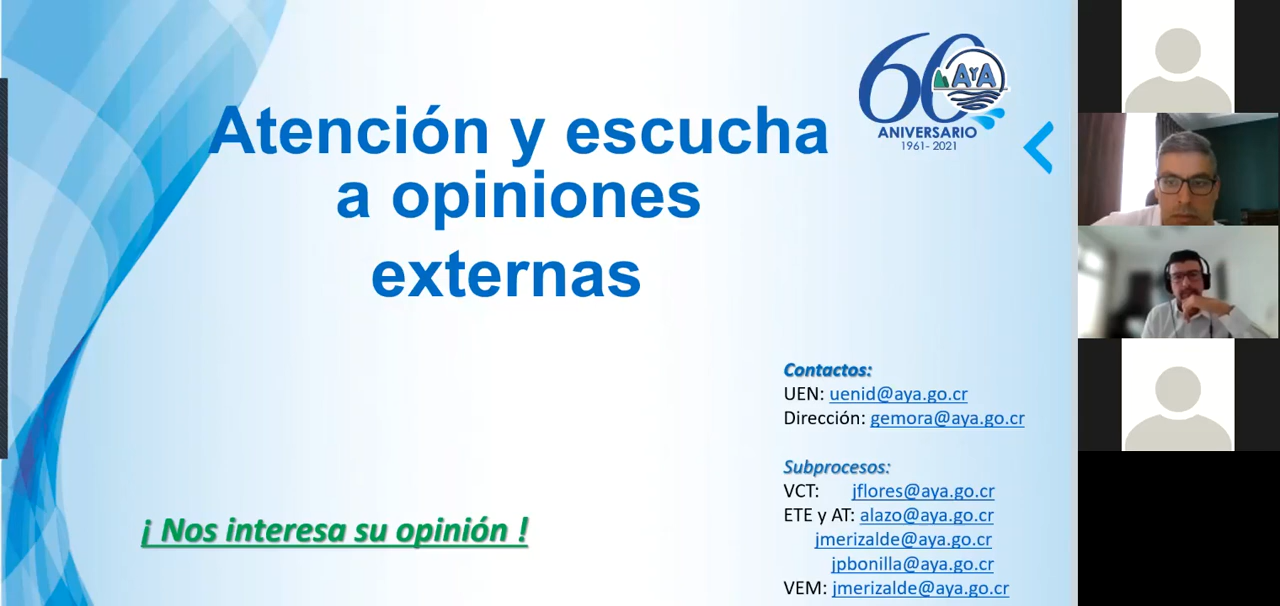 Atención y escucha
a opiniones
externas
60
AYA
ANIVERSARIO
1961- 2021
Contactos:
UEN: uenid@aya.go.cr
Dirección: gemora@aya.go.cr
Subprocesos:
VCT: jflores@aya.go.cr
ETE y AT: alazo@aya.go.cr
jmerizalde@aya.go.cr
jpbonilla@aya.go.cr
VEM: jmerizalde@aya.go.cr
¡ Nos interesa su opinión !